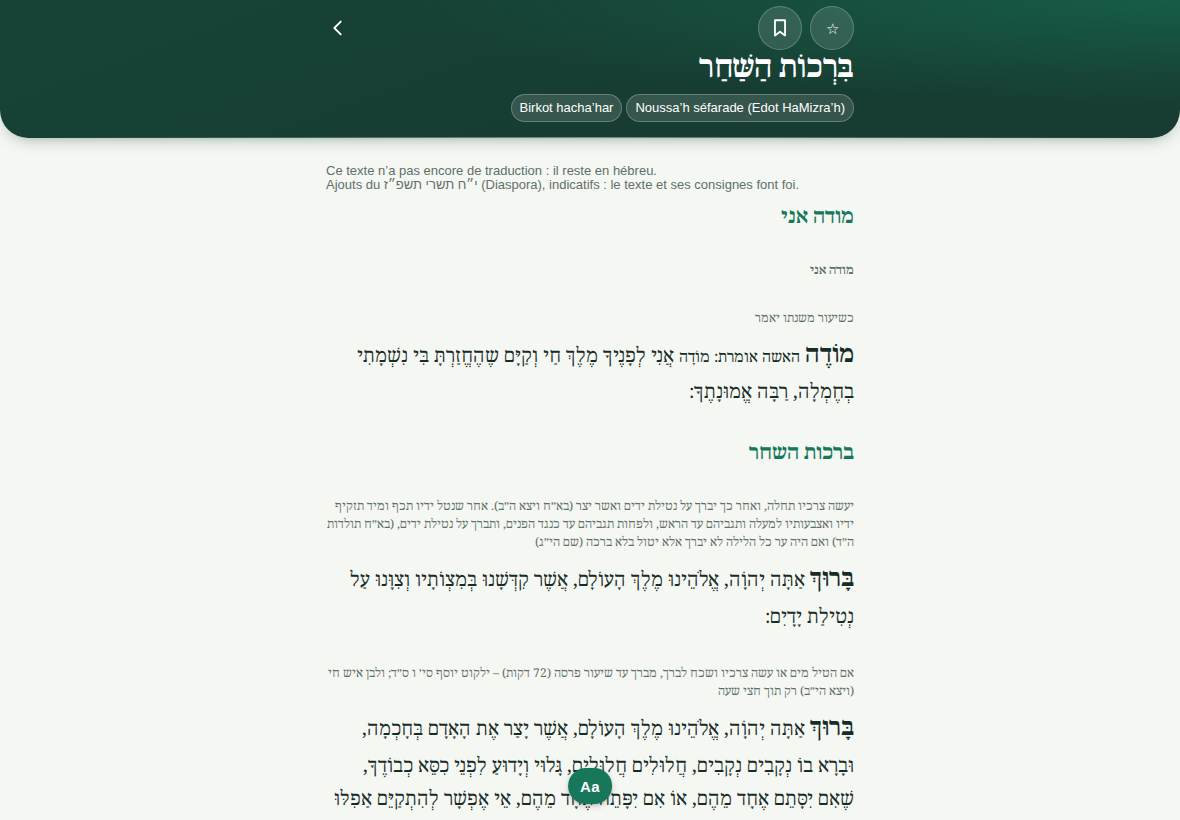 ☆
בִּרְכוֹת הַשַּׁחַר
Noussa’h séfarade (Edot HaMizra’h)
Birkot hacha’har
Ce texte n’a pas encore de traduction : il reste en hébreu.
Ajouts du י״ח תשרי תשפ״ז (Diaspora), indicatifs : le texte et ses consignes font foi.
מודה אני
מודה אני
כשיעור משנתו יאמר
מוֹדֶה האשה אומרת: מוֹדָה אֲנִי לְפָנֶיךָ מֶלֶךְ חַי וְקַיָּם שֶׁהֶחֱזַרְתָּ בִּי נִשְׁמָתִי
בְחֶמְלָה, רַבָּה אֱמוּנָתֶךָ:
ברכות השחר
יעשה צרכיו תחלה, ואחר כך יברך על נטילת ידים ואשר יצר (בא״ח ויצא ה״ב). אחר שנטל ידיו תכף ומיד תזקיף
ידיו ואצבעותיו למעלה ותגביהם עד הראש, ולפחות תגביהם עד כנגד הפנים, ותברך על נטילת ידים, (בא״ח תולדות
ה״ד) ואם היה ער כל הלילה לא יברך אלא יטול בלא ברכה (שם הי״ג)
בָּרוּךְ אַתָּה יְהֹוָה, אֱלֹהֵינוּ מֶלֶךְ הָעוֹלָם, אֲשֶׁר קִדְּשָׁנוּ בְּמִצְוֹתָיו וְצִוָּנוּ עַל
נְטִילַת יָדָיִם:
אם הטיל מים או עשה צרכיו ושכח לברך, מברך עד שיעור פרסה (72 דקות) – ילקוט יוסף סי׳ ו ס״ד; ולבן איש חי
(ויצא הי״ב) רק תוך חצי שעה
בָּרוּךְ אַתָּה יְהֹוָה, אֱלֹהֵינוּ מֶלֶךְ הָעוֹלָם, אֲשֶׁר יָצַר אֶת הָאָדָם בְּחָכְמָה,
וּבָרָא בוֹ נְקָבִים נְקָבִים, חֲלוּלִים חֲלוּלִים, גָּלוּי וְיָדוּעַ לִפְנֵי כִסֵּא כְבוֹדֶךָ,
שֶׁאִם יִסָּתֵם אֶחָד מֵהֶם, אוֹ אִם יִפָּתֵחַ אֶחָד מֵהֶם, אֵי אֶפְשָׁר לְהִתְקַיֵּם אַפִלּוּ
Aa